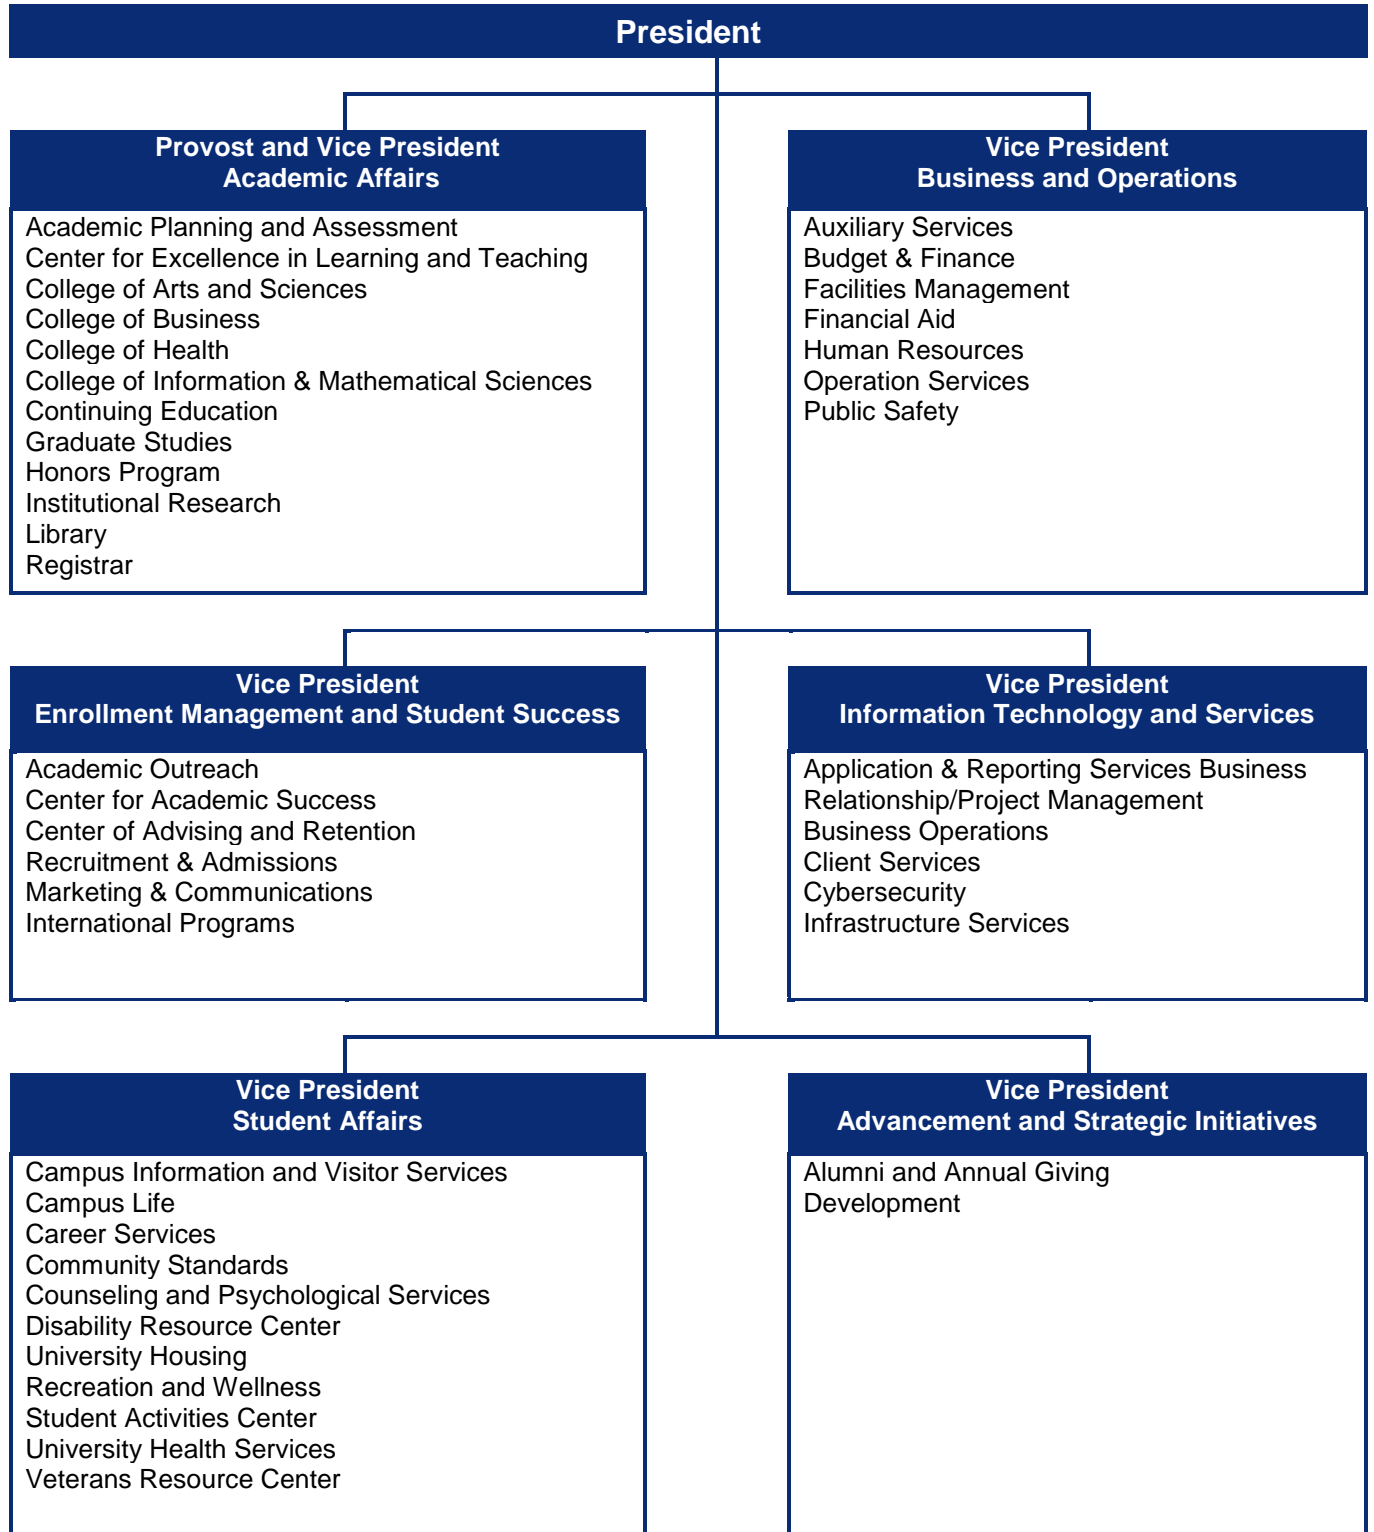 President
Provost and Vice President
Academic Affairs
Academic Planning and Assessment
Center for Excellence in Learning and Teaching
College of Arts and Sciences
College of Business
College of Health
College of Information & Mathematical Sciences
Continuing Education
Graduate Studies
Honors Program
Institutional Research
Library
Registrar
Vice President
Business and Operations
Auxiliary Services
Budget & Finance
Facilities Management
Financial Aid
Human Resources
Operation Services
Public Safety
Vice President
Enrollment Management and Student Success
Academic Outreach
Center for Academic Success
Center of Advising and Retention
Recruitment & Admissions
Marketing & Communications
International Programs
Vice President
Information Technology and Services
Application & Reporting Services Business
Relationship/Project Management
Business Operations
Client Services
Cybersecurity
Infrastructure Services
Vice President
Student Affairs
Campus Information and Visitor Services
Campus Life
Career Services
Community Standards
Counseling and Psychological Services
Disability Resource Center
University Housing
Recreation and Wellness
Student Activities Center
University Health Services
Veterans Resource Center
Vice President
Advancement and Strategic Initiatives
Alumni and Annual Giving
Development